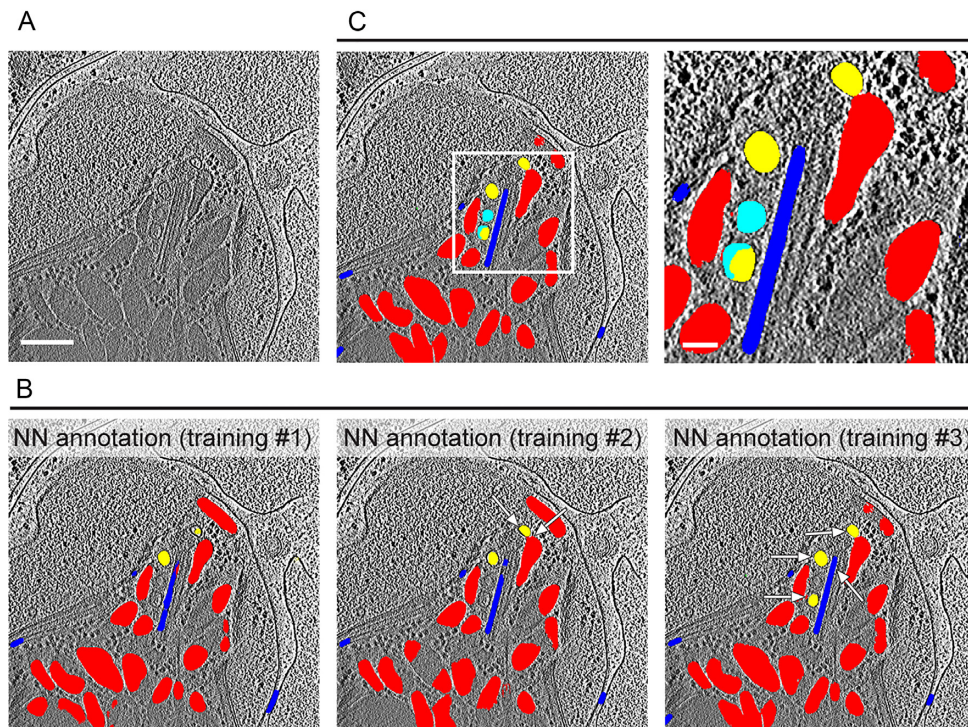 A
C
B
NN annotation (training #1)
NN annotation (training #2)
NN annotation (training #3)